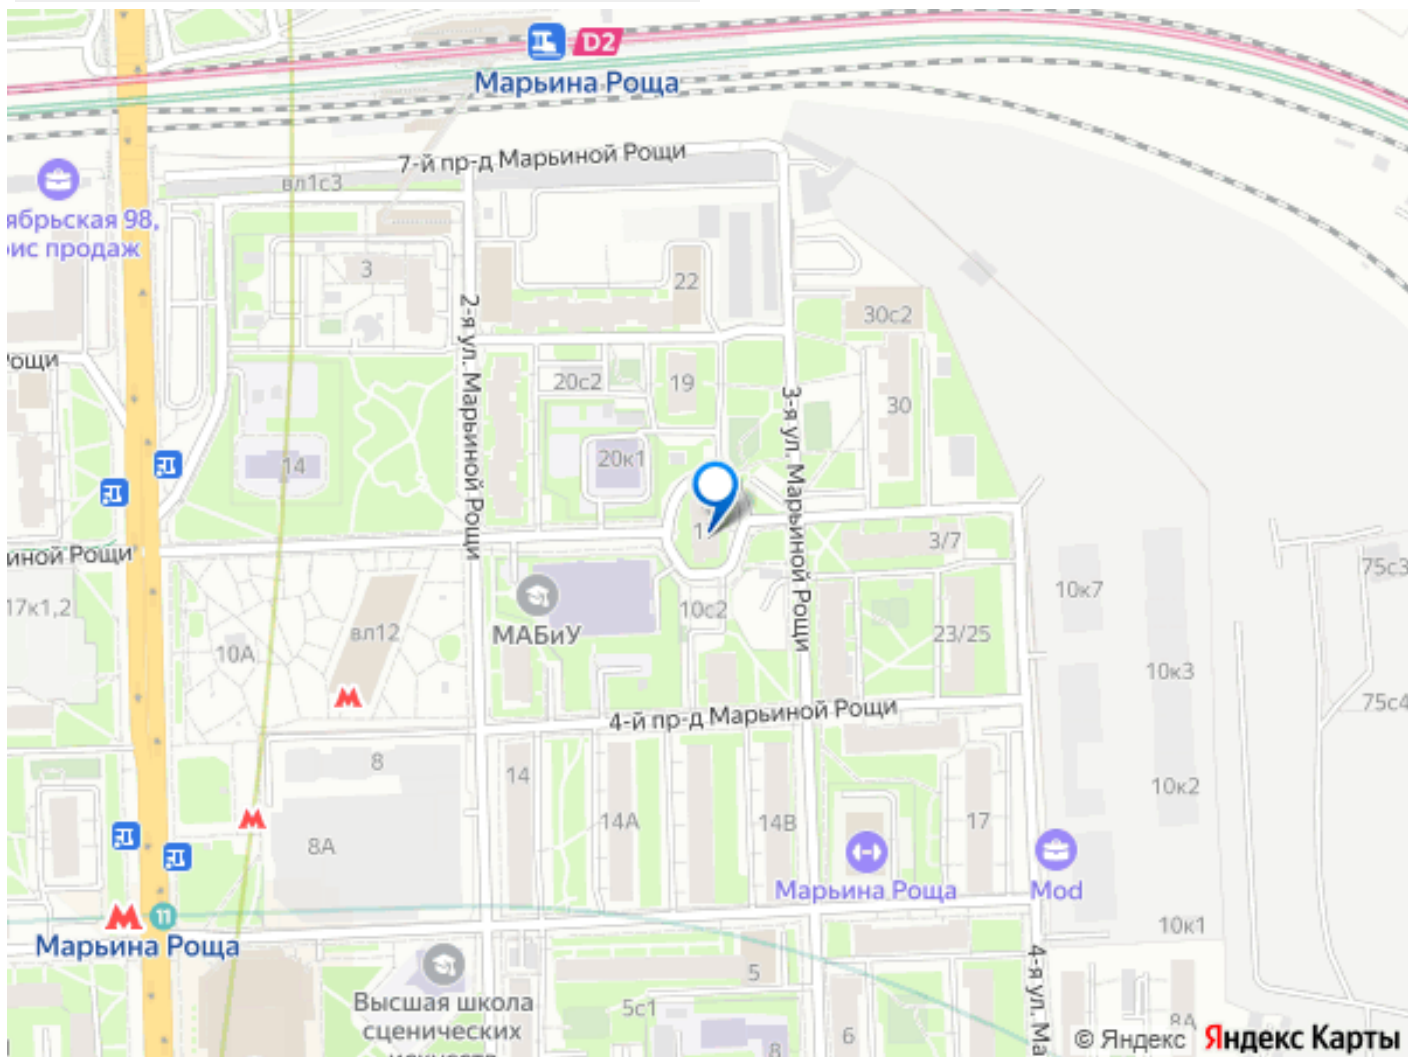 D2
Марьина Роща
7-й пр-д Марьиной Рощи
вл1с3
ябрьская 98,
ис продаж
3
22
30с2
2-я ул. Марьиной Рощи
3-я ул. Марьиной Рощи
ощи
20с2
19
30
14
20к1
3/7
иной Рощи
75с3
17к1,2
МАБиУ
вл12
10А
10с2
10к7
23/25
10к3
75с4
4-й пр-д Марьиной Рощи
8
14
10к2
14А
14В
17
8А
Марьина Роща
Mod
11
Марьина Роща
10к1
Высшая школа
сценических
искусств
5
5с1
6
8
8А
4-я ул. Ма
© Яндекс Яндекс Карты